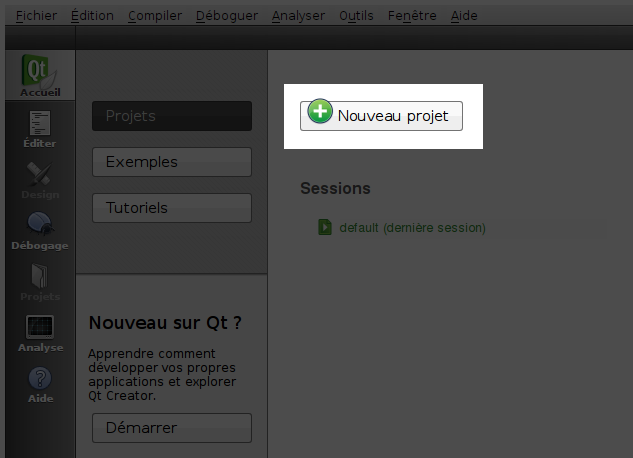 Fichier Édition Compiler Déboguer Analyser Outils Fenêtre Aide
Qt
Accueil
Éditer
Design
Débogage
Projets
Analyse
Aide
Projets
Exemples
Tutoriels
Nouveau sur Qt ?
Apprendre comment
développer vos propres
applications et explorer
Qt Creator.
Démarrer
Nouveau projet
Sessions
default (dernière session)